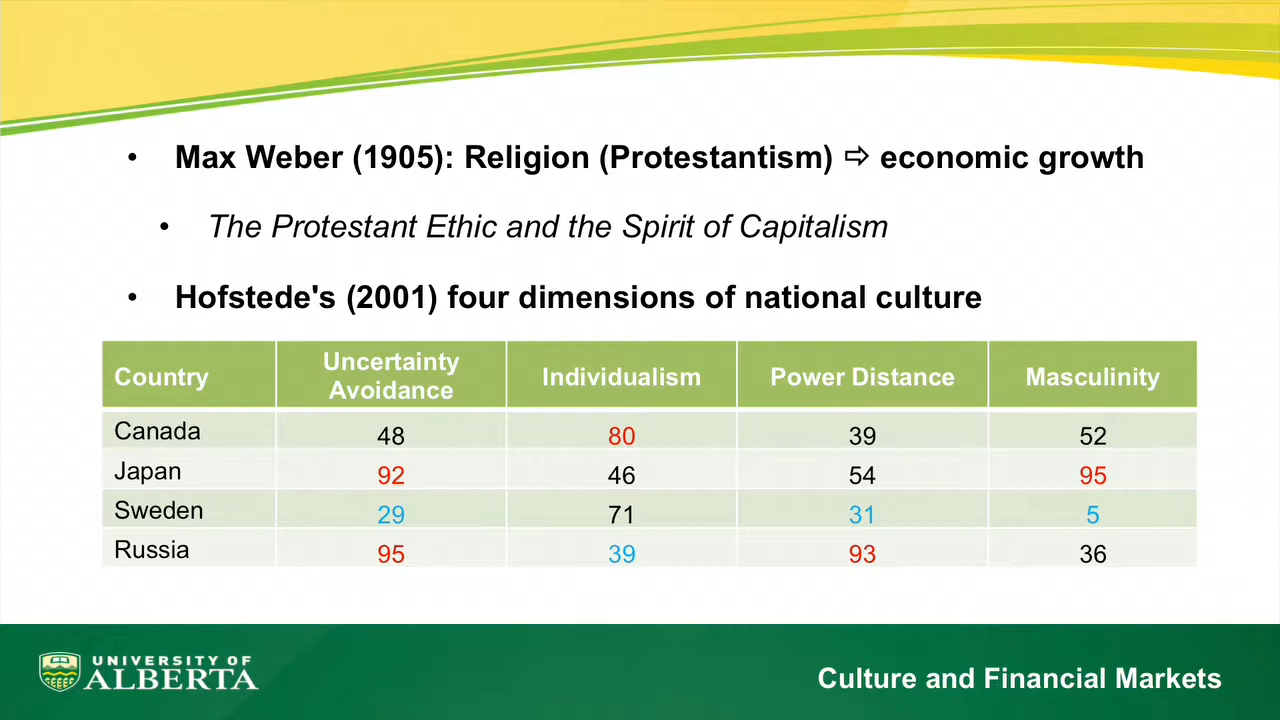 • Max Weber (1905): Religion (Protestantism) ⇨ economic growth
• The Protestant Ethic and the Spirit of Capitalism
• Hofstede's (2001) four dimensions of national culture
Country Uncertainty Avoidance Individualism Power Distance Masculinity
Canada 48 80 39 52
Japan 92 46 54 95
Sweden 29 71 31 5
Russia 95 39 93 36
UNIVERSITY OF
ALBERTA
Culture and Financial Markets